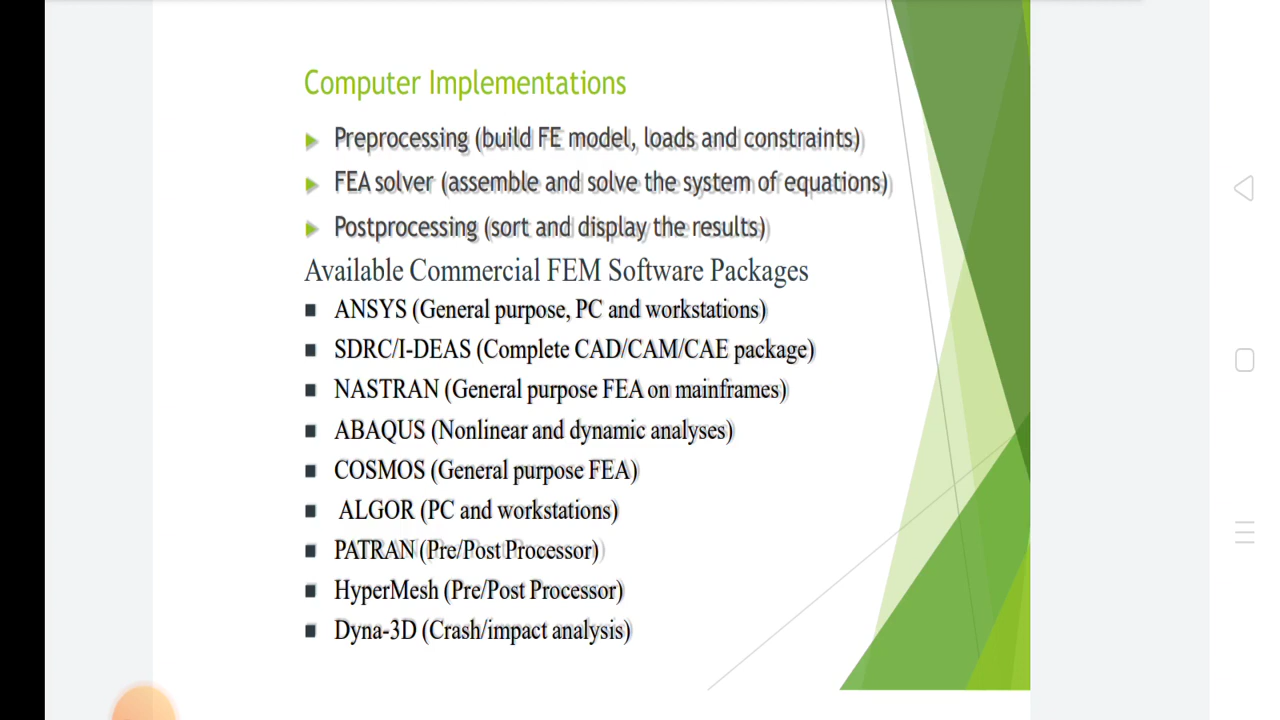 Computer Implementations
Preprocessing (build FE model, loads and constraints)
FEA solver (assemble and solve the system of equations)
Postprocessing (sort and display the results)
Available Commercial FEM Software Packages
ANSYS (General purpose, PC and workstations)
SDRC/I-DEAS (Complete CAD/CAM/CAE package)
NASTRAN (General purpose FEA on mainframes)
ABAQUS (Nonlinear and dynamic analyses)
COSMOS (General purpose FEA)
ALGOR (PC and workstations)
PATRAN (Pre/Post Processor)
HyperMesh (Pre/Post Processor)
Dyna-3D (Crash/impact analysis)